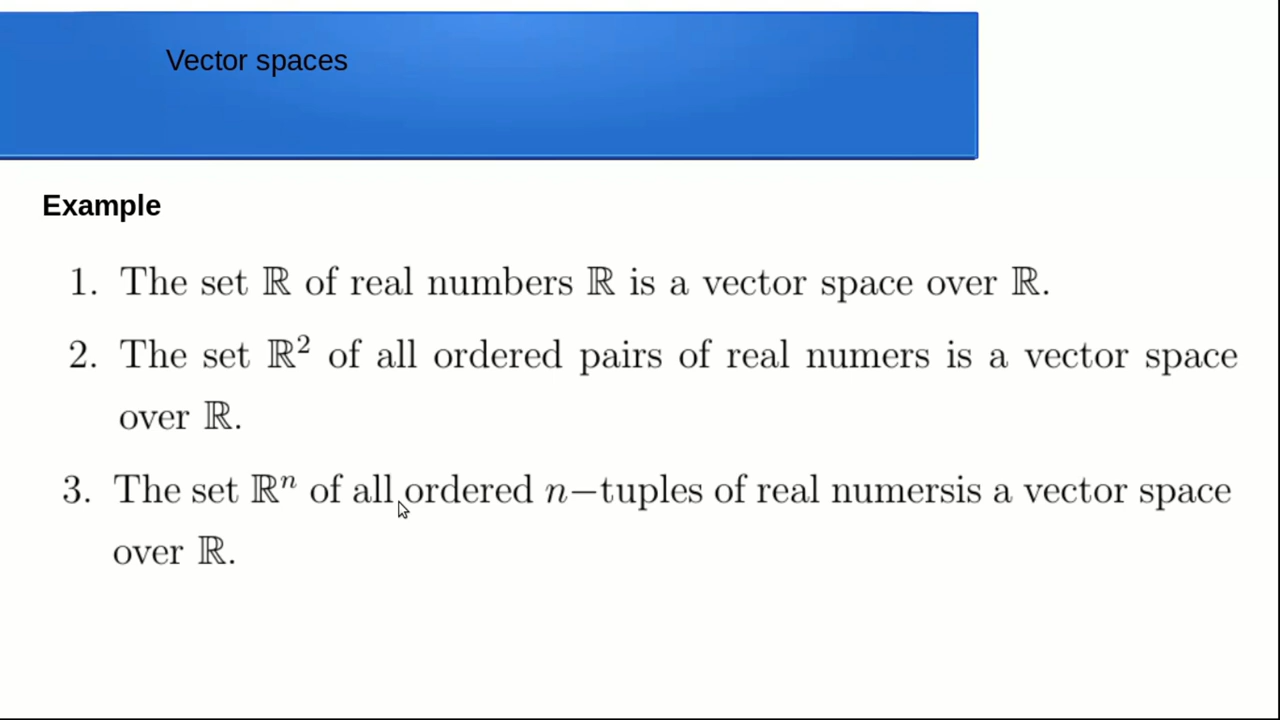 Vector spaces
Example
1. The set ℝ of real numbers ℝ is a vector space over ℝ.
2. The set ℝ² of all ordered pairs of real numers is a vector space
over ℝ.
3. The set ℝⁿ of all ordered n−tuples of real numersis a vector space
over ℝ.